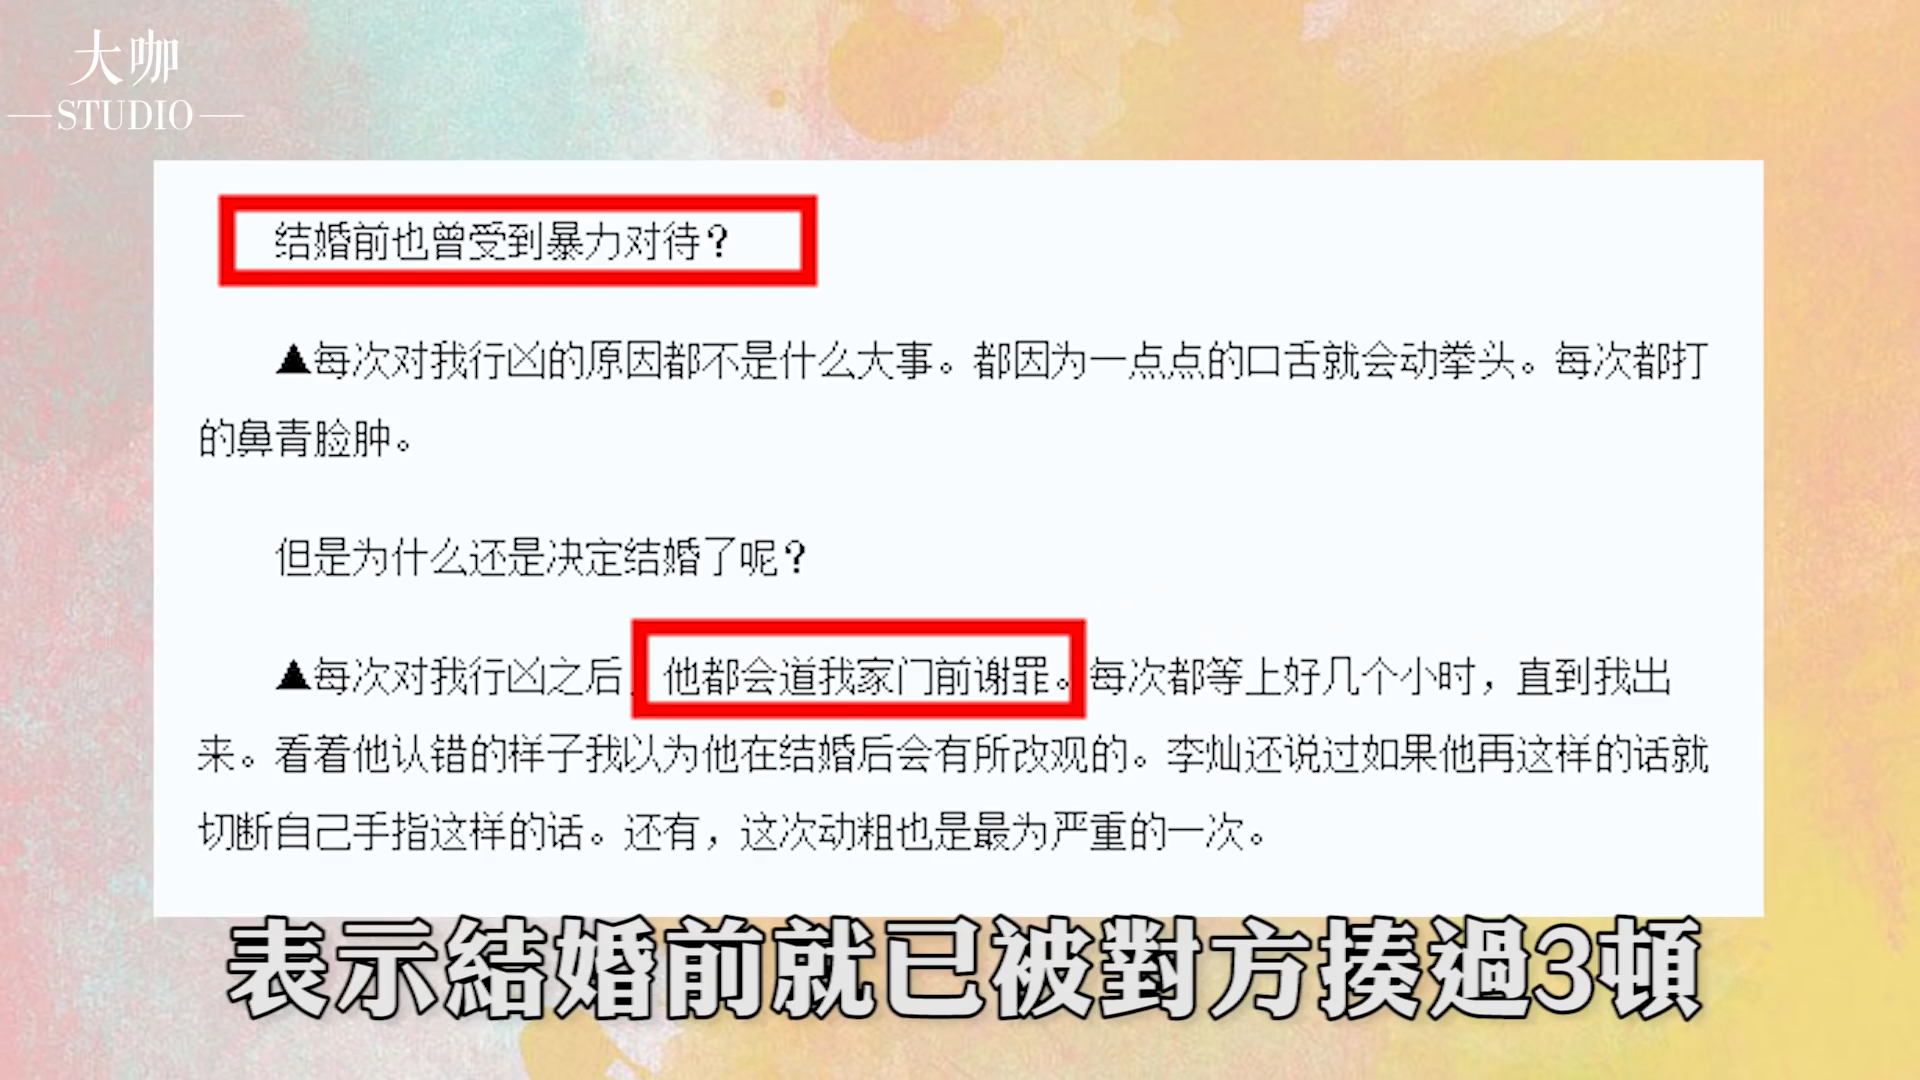 大咖
STUDIO
结婚前也曾受到暴力对待？
▲每次对我行凶的原因都不是什么大事。都因为一点点的口舌就会动拳头。每次都打
的鼻青脸肿。
但是为什么还是决定结婚了呢？
▲每次对我行凶之后，他都会道我家门前谢罪。每次都等上好几个小时，直到我出
来。看着他认错的样子我以为他在结婚后会有所改观的。李灿还说过如果他再这样的话就
切断自己手指这样的话。还有，这次动粗也是最为严重的一次。
表示結婚前就已被對方揍過3頓